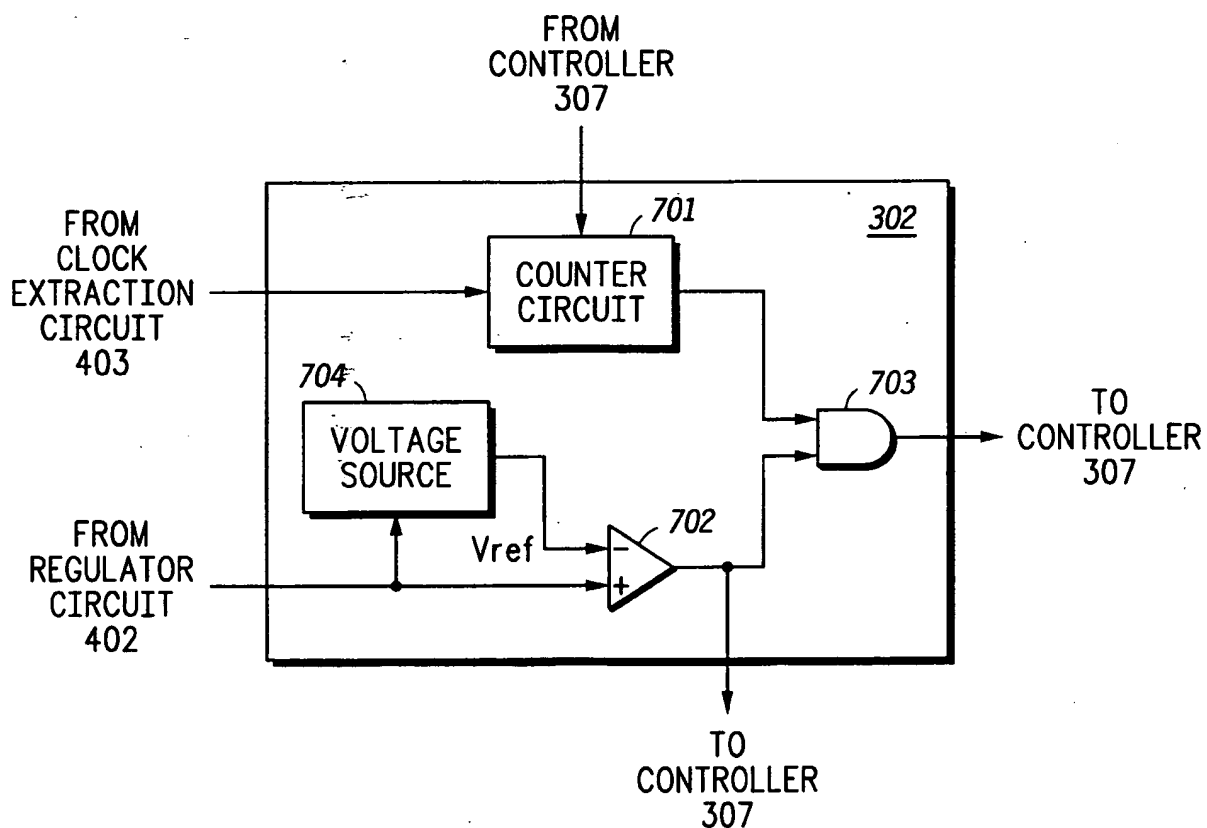 FROM
CONTROLLER
307
302
701
COUNTER
CIRCUIT
FROM
CLOCK
EXTRACTION
CIRCUIT
403
704
VOLTAGE
SOURCE
703
TO
CONTROLLER
307
FROM
REGULATOR
CIRCUIT
402
Vref
702
−
+
TO
CONTROLLER
307